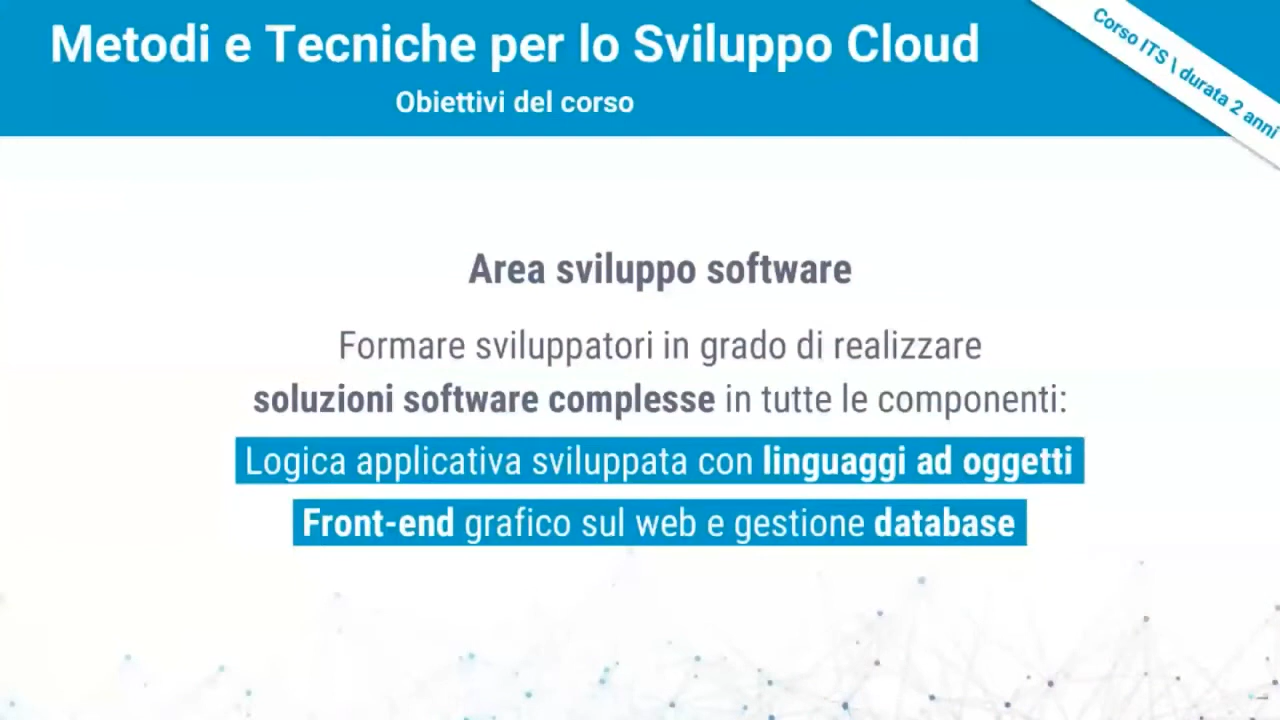 Metodi e Tecniche per lo Sviluppo Cloud
Obiettivi del corso
Corso ITS \ durata 2 anni
Area sviluppo software
Formare sviluppatori in grado di realizzare
soluzioni software complesse in tutte le componenti:
Logica applicativa sviluppata con linguaggi ad oggetti
Front-end grafico sul web e gestione database